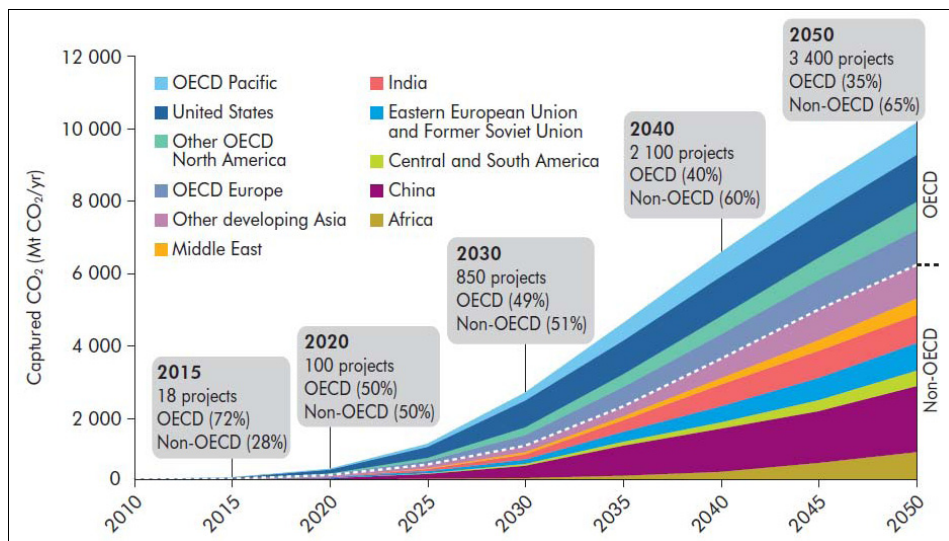 12 000
10 000
8 000
6 000
4 000
2 000
0
Captured CO2 (Mt CO2/yr)
OECD Pacific
United States
Other OECD
North America
OECD Europe
Other developing Asia
Middle East
India
Eastern European Union
and Former Soviet Union
Central and South America
China
Africa
2015
18 projects
OECD (72%)
Non-OECD (28%)
2020
100 projects
OECD (50%)
Non-OECD (50%)
2030
850 projects
OECD (49%)
Non-OECD (51%)
2040
2 100 projects
OECD (40%)
Non-OECD (60%)
2050
3 400 projects
OECD (35%)
Non-OECD (65%)
OECD
Non-OECD
2010
2015
2020
2025
2030
2035
2040
2045
2050